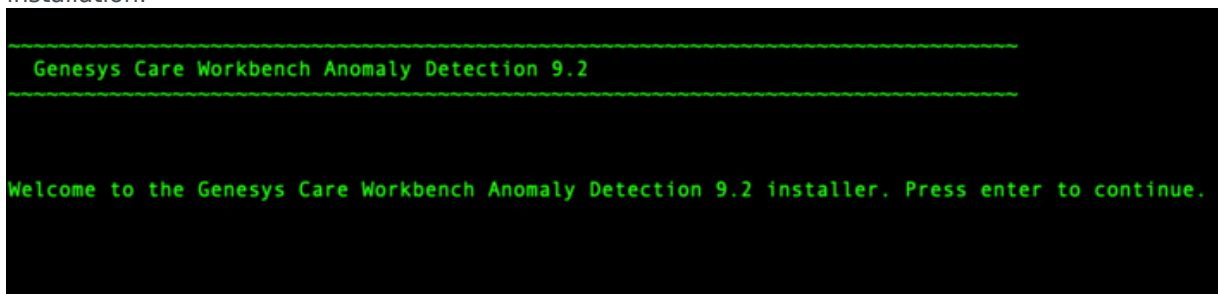 ~~~~~~~~~~~~~~~~~~~~~~~~~~~~~~~~~~~~~~~~~~~~~~~~~~~~~~~~~~~~~~~~~~~~~~~~~~~~~~~~
Genesys Care Workbench Anomaly Detection 9.2
~~~~~~~~~~~~~~~~~~~~~~~~~~~~~~~~~~~~~~~~~~~~~~~~~~~~~~~~~~~~~~~~~~~~~~~~~~~~~~~~
Welcome to the Genesys Care Workbench Anomaly Detection 9.2 installer. Press enter to continue.